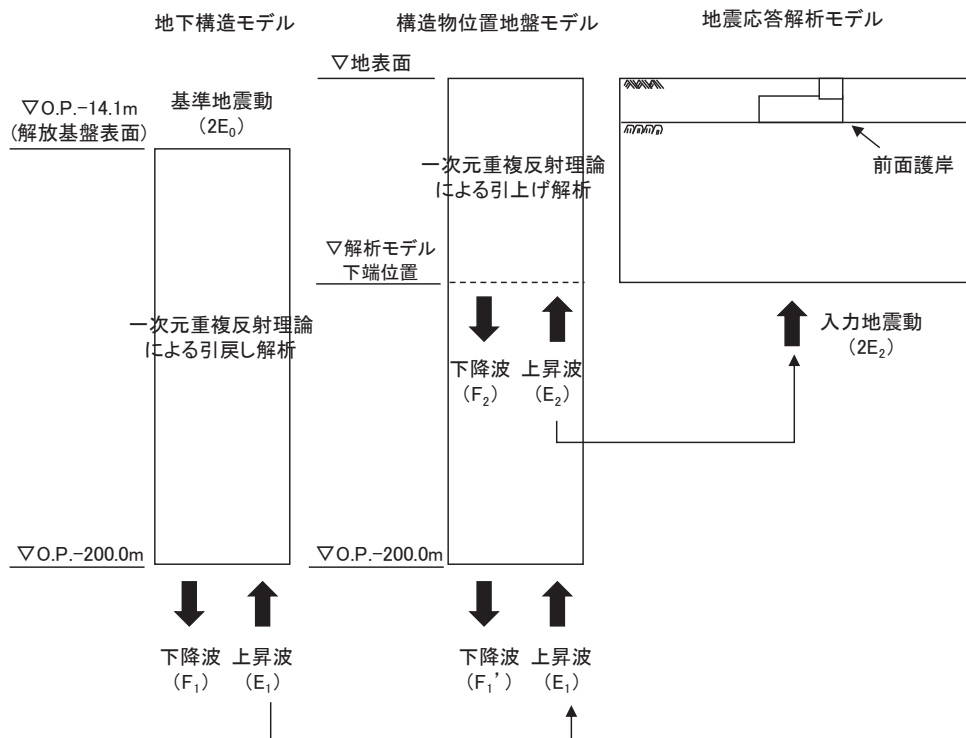 地下構造モデル
構造物位置地盤モデル
地震応答解析モデル
▽O.P.-14.1m
(解放基盤表面)
基準地震動
(2E₀)
一次元重複反射理論
による引戻し解析
▽O.P.-200.0m
下降波
(F₁)
上昇波
(E₁)
▽地表面
一次元重複反射理論
による引上げ解析
▽解析モデル
下端位置
下降波
(F₂)
上昇波
(E₂)
▽O.P.-200.0m
下降波
(F₁’)
上昇波
(E₁)
前面護岸
入力地震動
(2E₂)